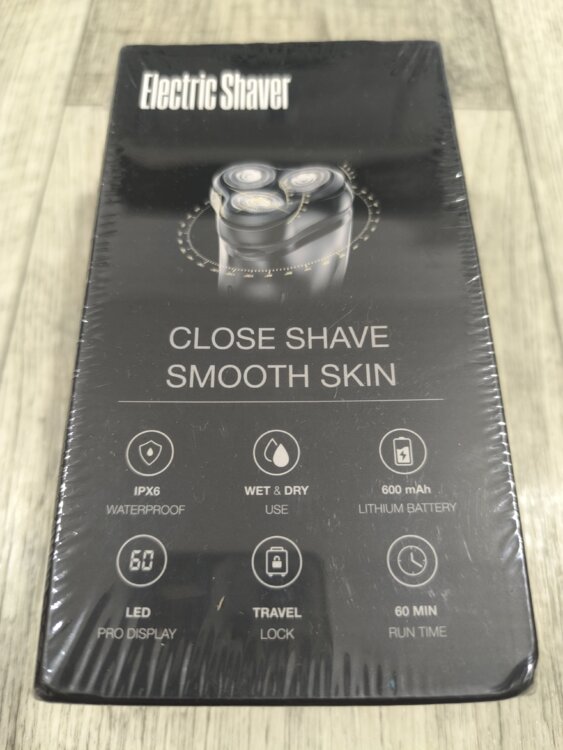 Electric Shaver
CLOSE SHAVE
SMOOTH SKIN
IPX6
WATERPROOF
WET & DRY
USE
600 mAh
LITHIUM BATTERY
60
LED
PRO DISPLAY
TRAVEL
LOCK
60 MIN
RUN TIME